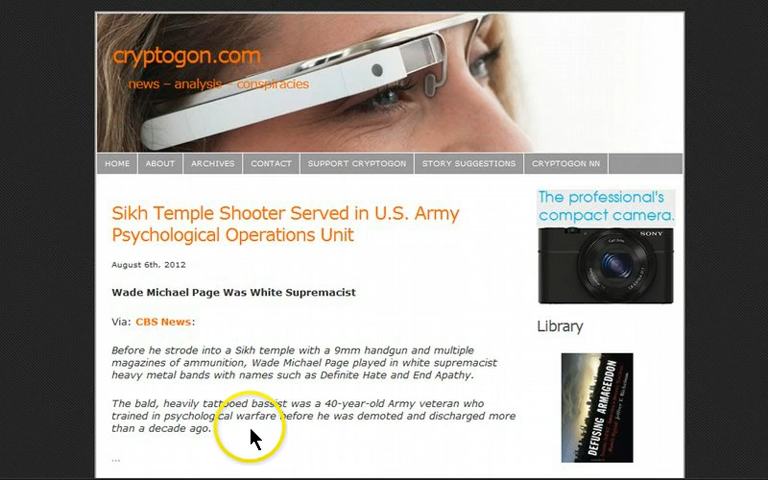 cryptogon.com
news – analysis – conspiracies
HOME ABOUT ARCHIVES CONTACT SUPPORT CRYPTOGON STORY SUGGESTIONS CRYPTOGON NN
Sikh Temple Shooter Served in U.S. Army
Psychological Operations Unit
August 6th, 2012
Wade Michael Page Was White Supremacist
Via: CBS News:
Before he strode into a Sikh temple with a 9mm handgun and multiple
magazines of ammunition, Wade Michael Page played in white supremacist
heavy metal bands with names such as Definite Hate and End Apathy.
The bald, heavily tattooed bassist was a 40-year-old Army veteran who
trained in psychological warfare before he was demoted and discharged more
than a decade ago.
...
The professional's
compact camera.
SONY
Library
DEFUSING ARMAGEDDON